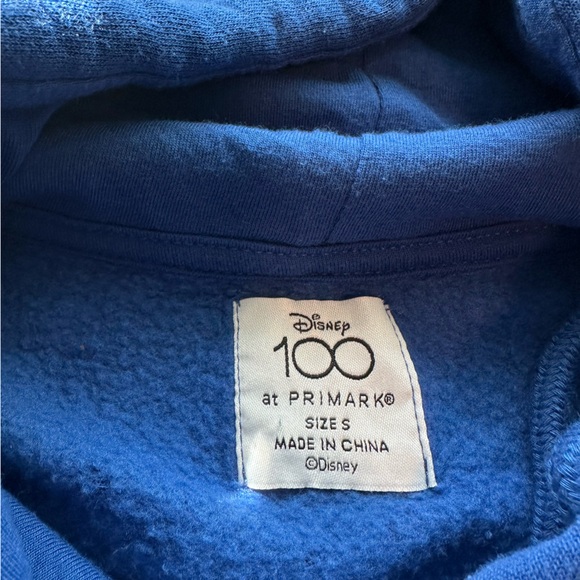 Disney
100
at PRIMARK®
SIZE S
MADE IN CHINA
©Disney